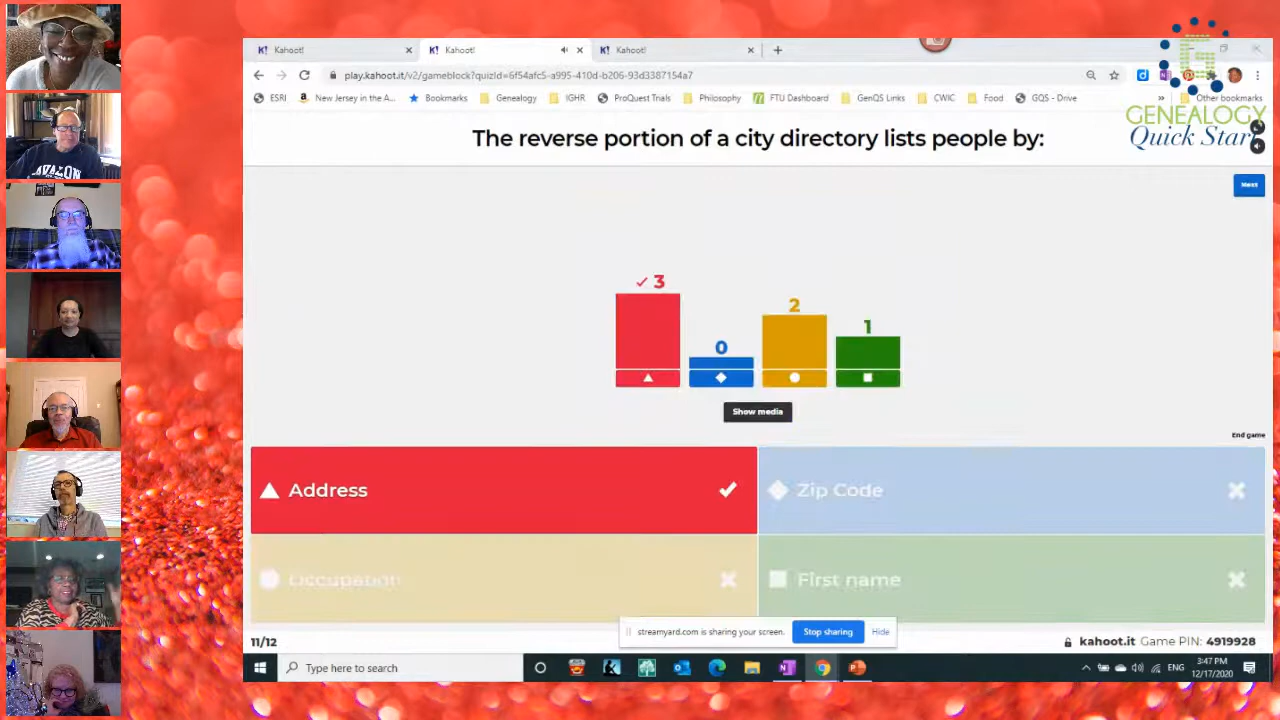 Kahoot!
Kahoot!
Kahoot!
play.kahoot.it/v2/gameblock?quizId=6f54afc5-a995-410d-b206-93d3387154a7
ESRI
New Jersey in the A...
Bookmarks
Genealogy
IGHR
ProQuest Trials
Philosophy
FTU Dashboard
GenQS Links
CWIC
Food
GQS - Drive
»
Other bookmarks
GENEALOGY
Quick Start
The reverse portion of a city directory lists people by:
Next
3
0
2
1
Show media
End game
Address
Zip Code
Occupation
First name
AVALON
streamyard.com is sharing your screen.
Stop sharing
Hide
11/12
kahoot.it Game PIN: 4919928
Type here to search
ENG
3:47 PM
12/17/2020